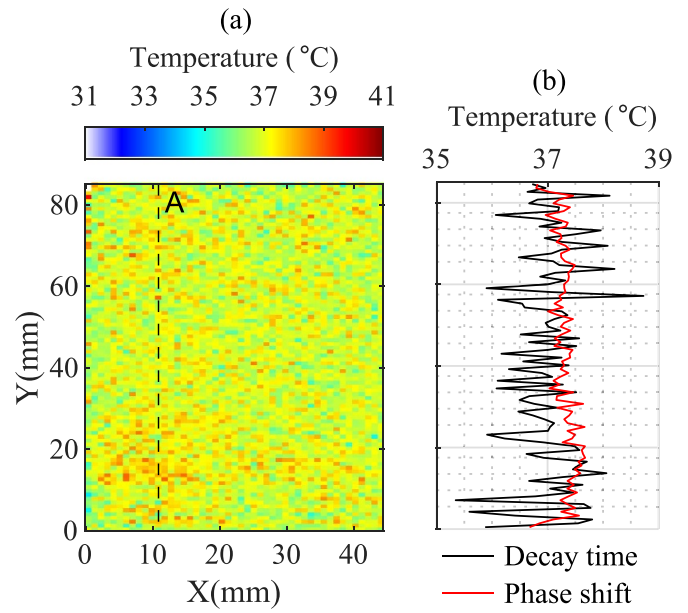 (a)
Temperature ( °C)
31 33 35 37 39 41
A
80
60
40
20
0
Y(mm)
0 10 20 30 40
X(mm)
(b)
Temperature ( °C)
35 37 39
Decay time
Phase shift